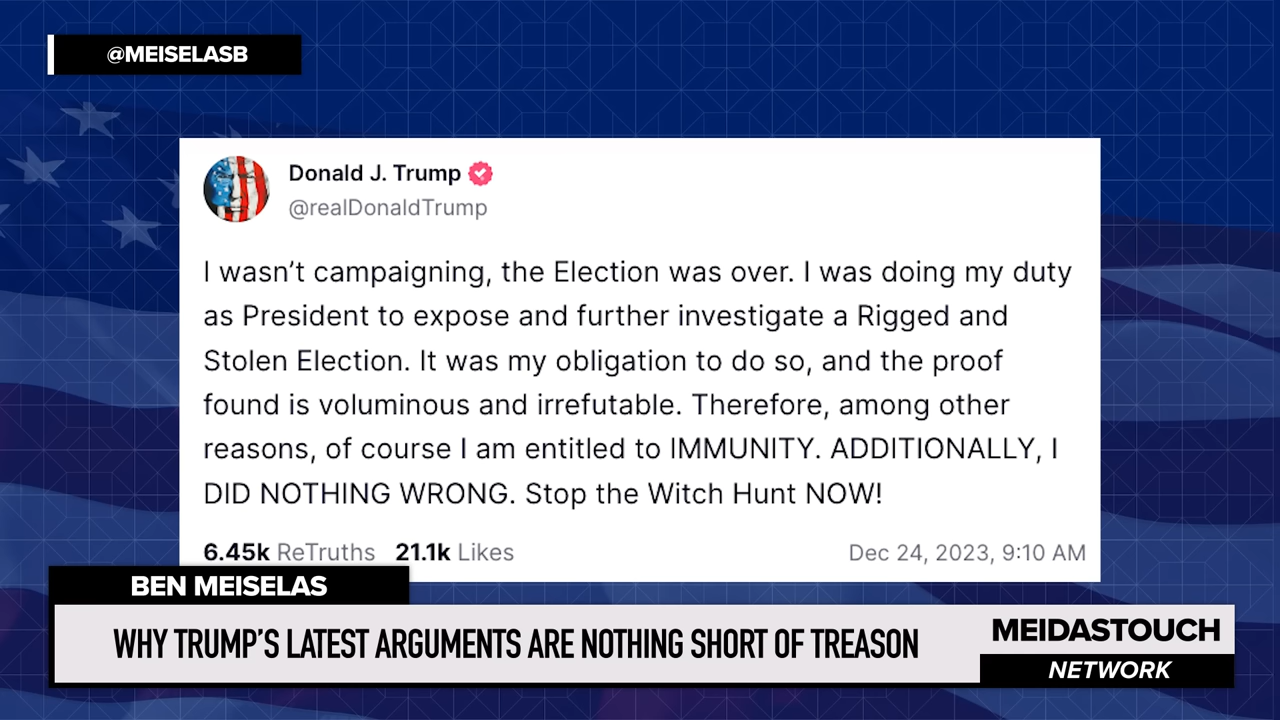 @MEISELASB
Donald J. Trump
@realDonaldTrump
I wasn’t campaigning, the Election was over. I was doing my duty
as President to expose and further investigate a Rigged and
Stolen Election. It was my obligation to do so, and the proof
found is voluminous and irrefutable. Therefore, among other
reasons, of course I am entitled to IMMUNITY. ADDITIONALLY, I
DID NOTHING WRONG. Stop the Witch Hunt NOW!
6.45k ReTruths 21.1k Likes Dec 24, 2023, 9:10 AM
BEN MEISELAS
WHY TRUMP’S LATEST ARGUMENTS ARE NOTHING SHORT OF TREASON
MEIDASTOUCH
NETWORK